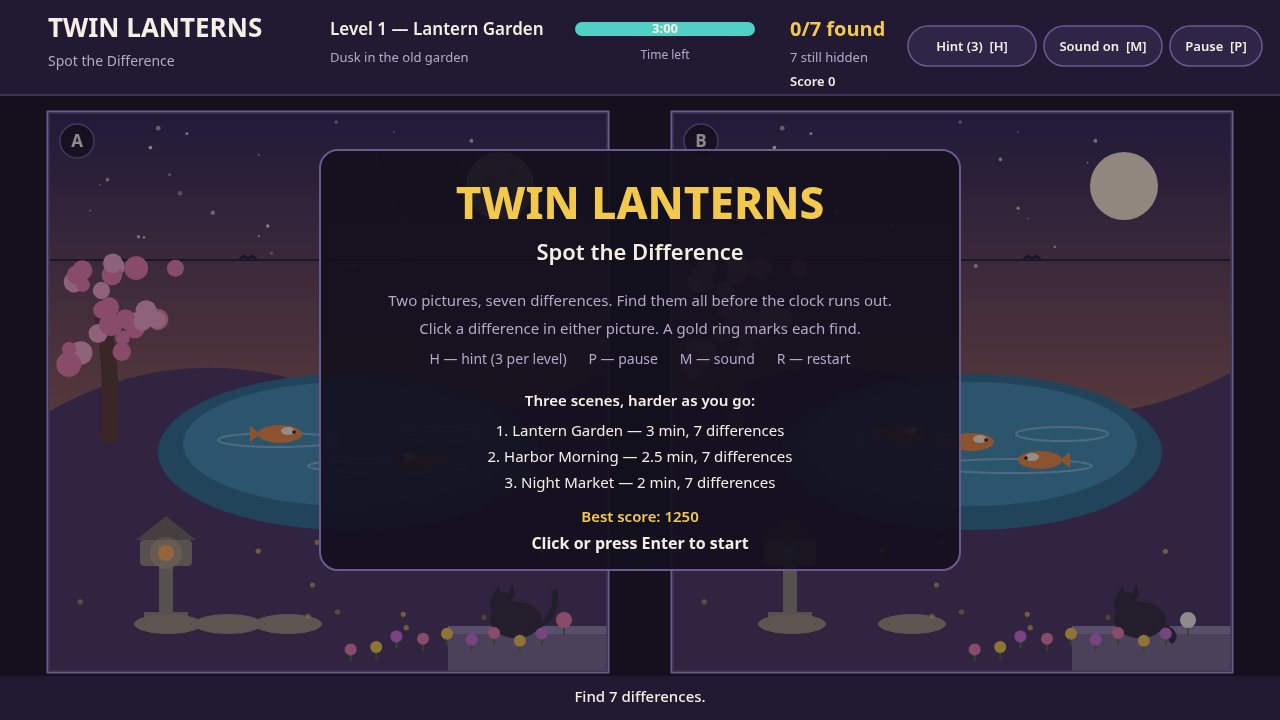 TWIN LANTERNS
Spot the Difference
Level 1 — Lantern Garden
Dusk in the old garden
3:00
Time left
0/7 found
7 still hidden
Score 0
Hint (3) [H]
Sound on [M]
Pause [P]
A
B
TWIN LANTERNS
Spot the Difference
Two pictures, seven differences. Find them all before the clock runs out.
Click a difference in either picture. A gold ring marks each find.
H — hint (3 per level) P — pause M — sound R — restart
Three scenes, harder as you go:
1. Lantern Garden — 3 min, 7 differences
2. Harbor Morning — 2.5 min, 7 differences
3. Night Market — 2 min, 7 differences
Best score: 1250
Click or press Enter to start
Find 7 differences.